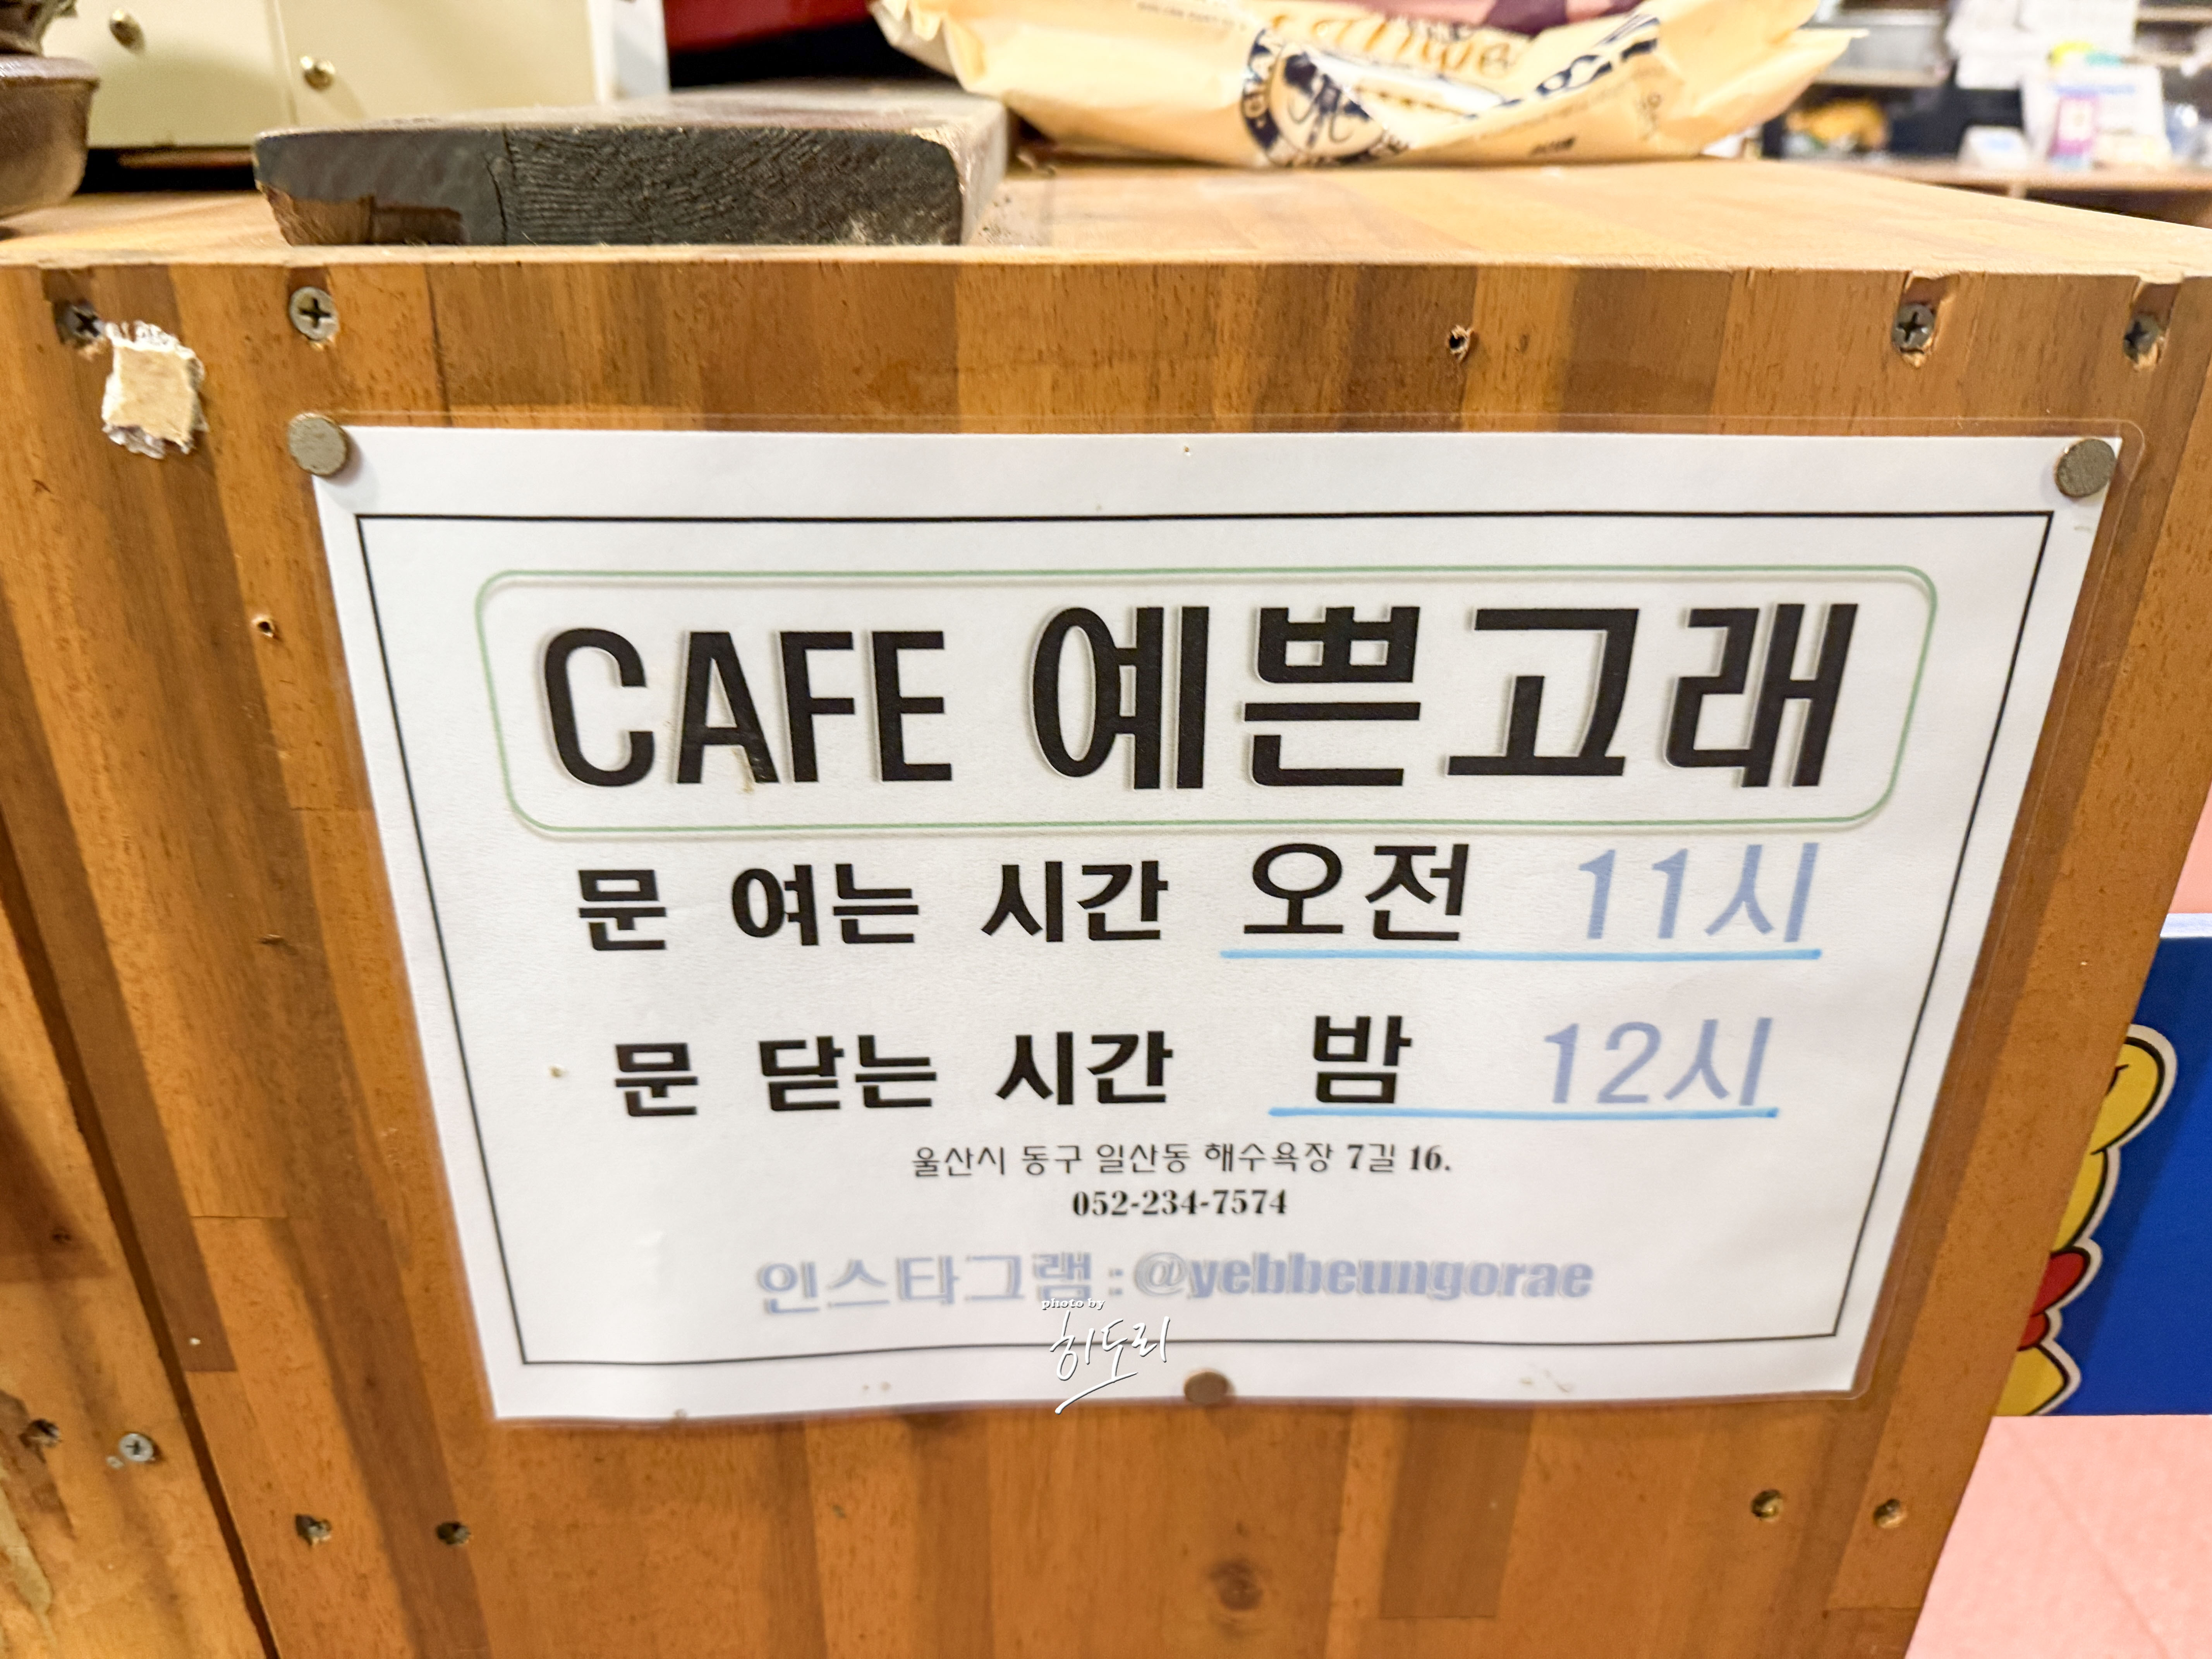 CAFE 예쁜고래
문 여는 시간 오전 11시
문 닫는 시간 밤 12시
울산시 동구 일산동 해수욕장 7길 16.
052-234-7574
인스타그램 : @yebbeungorae
photo by
히도리